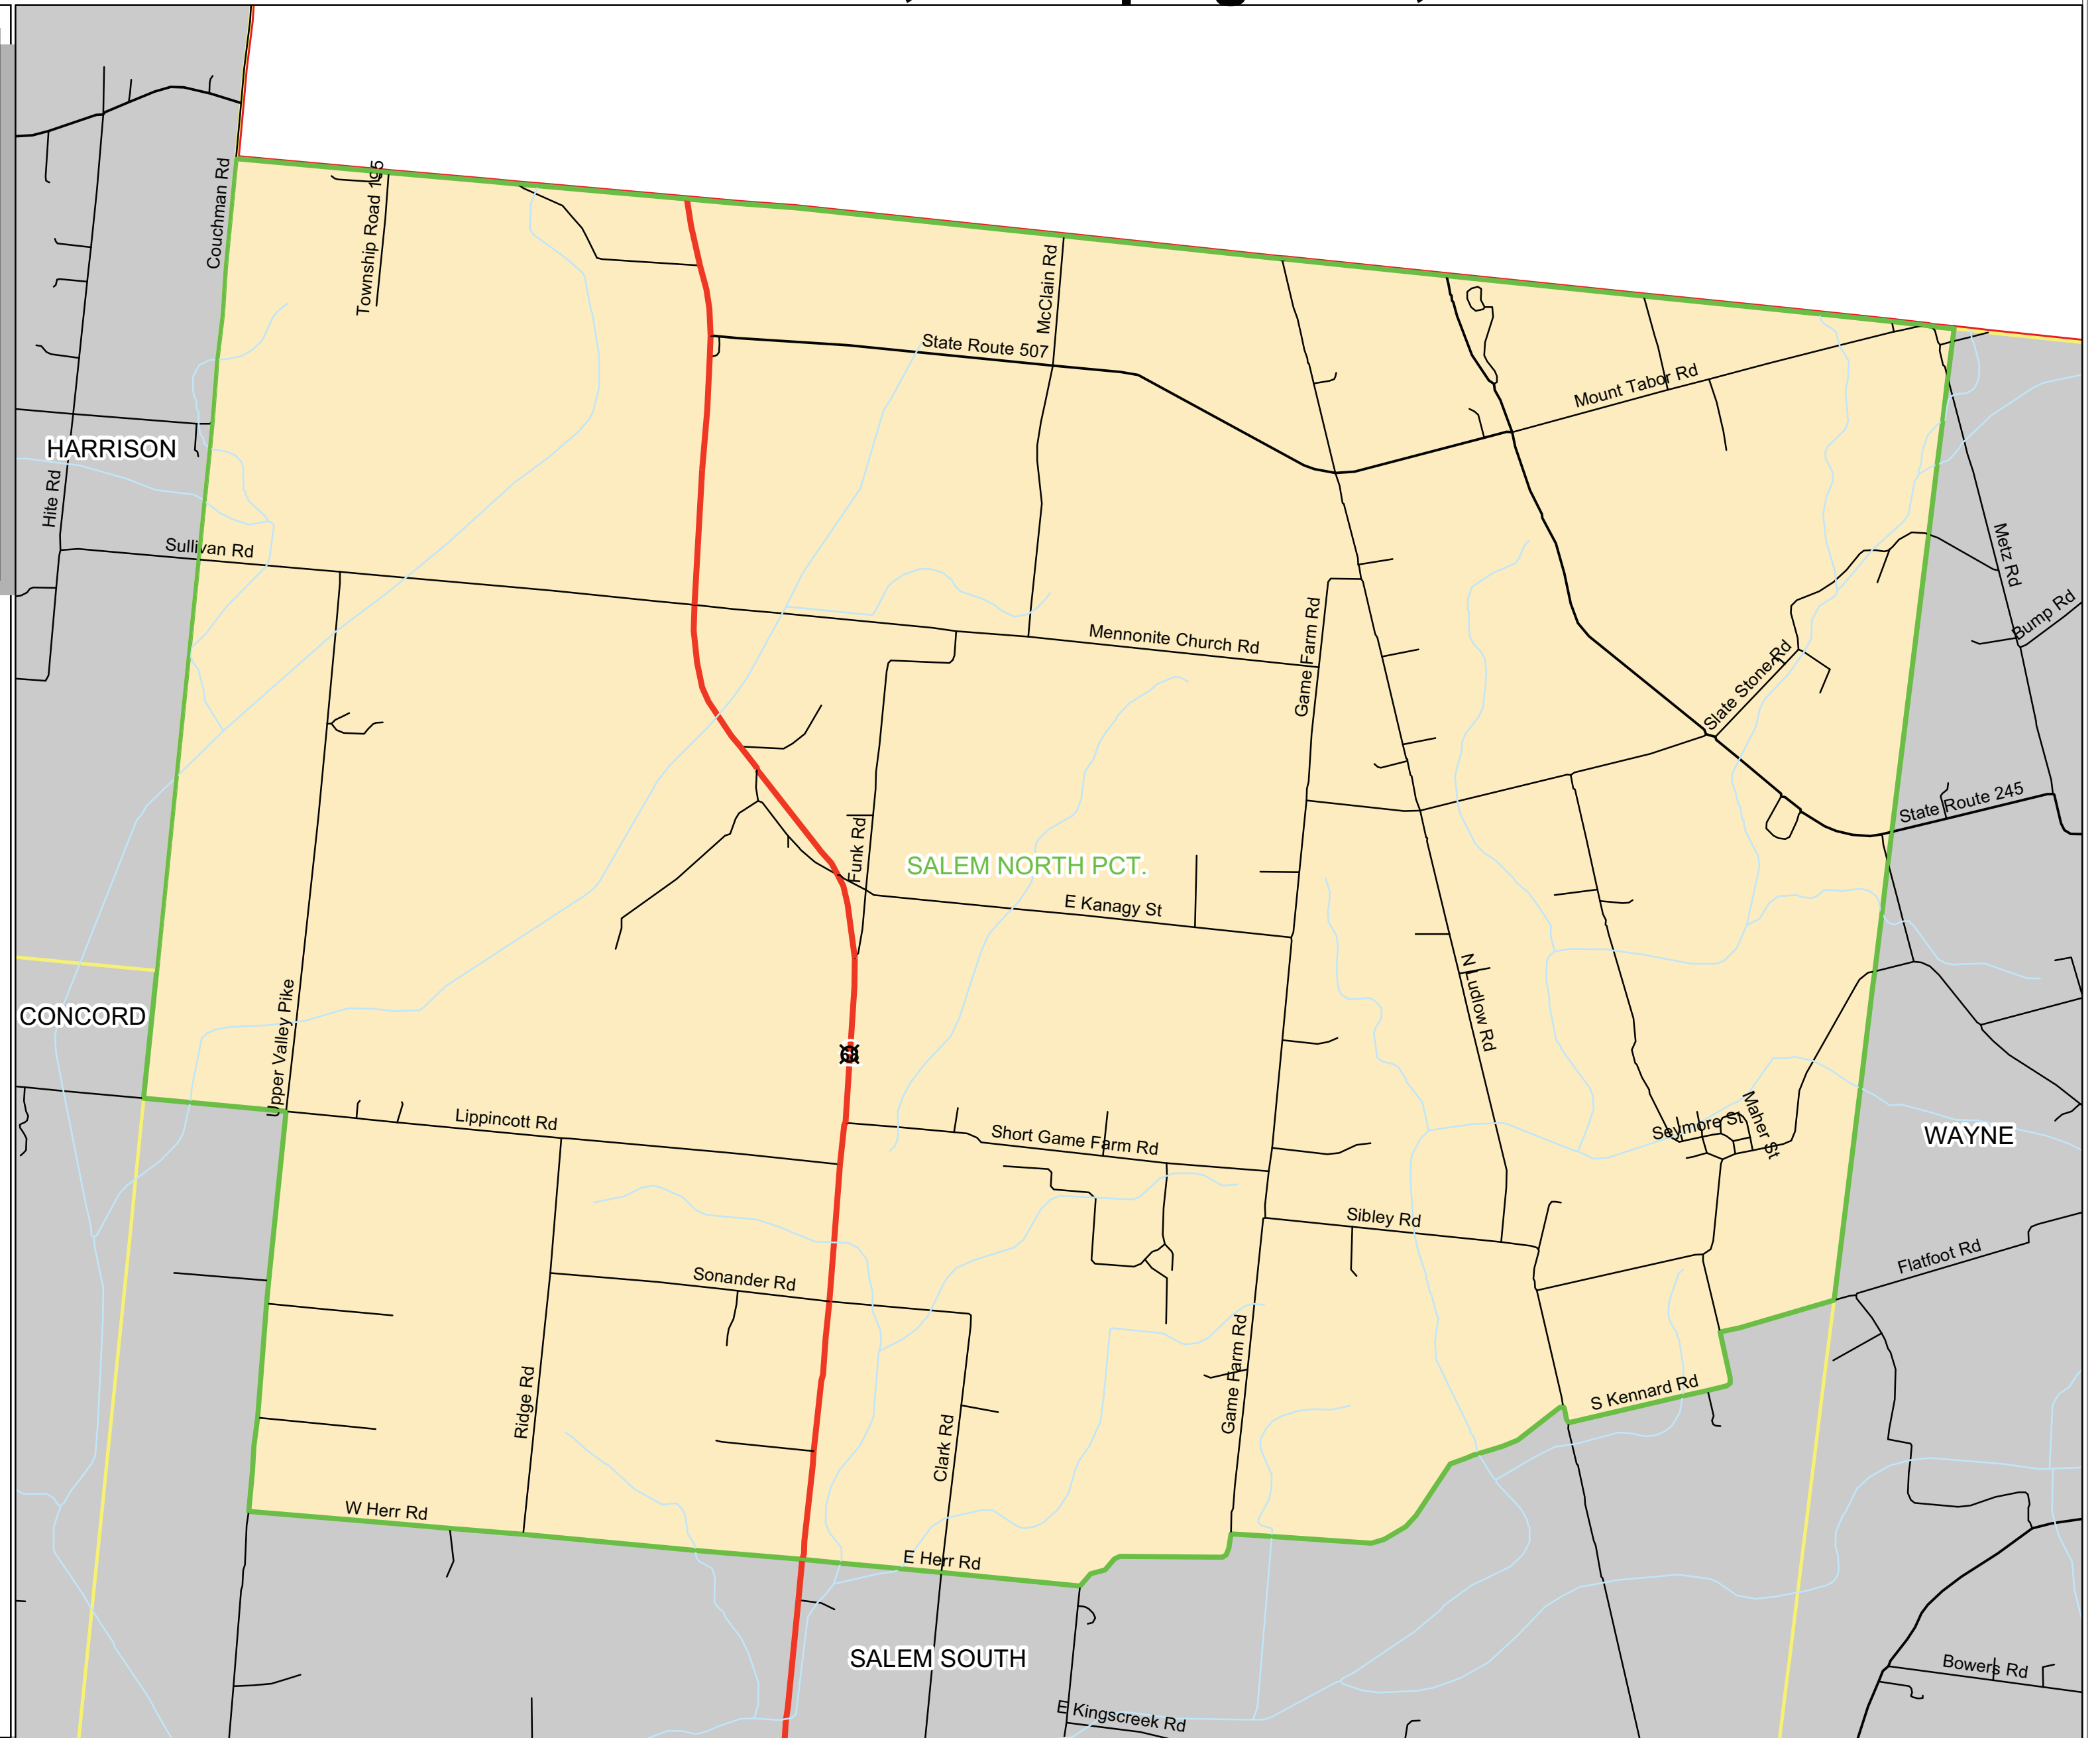 Couchman Rd
Township Road 195
McClain Rd
State Route 507
Mount Tabor Rd
HARRISON
Hite Rd
Sullivan Rd
Metz Rd
Bump Rd
Mennonite Church Rd
Game Farm Rd
Slate Stone Rd
State Route 245
Funk Rd
SALEM NORTH PCT.
E Kanagy St
N Ludlow Rd
CONCORD
Upper Valley Pike
Lippincott Rd
Short Game Farm Rd
Seymore St
Maher St
WAYNE
Sibley Rd
Flatfoot Rd
Sonander Rd
Ridge Rd
Clark Rd
Game Farm Rd
S Kennard Rd
W Herr Rd
E Herr Rd
SALEM SOUTH
Bowers Rd
E Kingscreek Rd